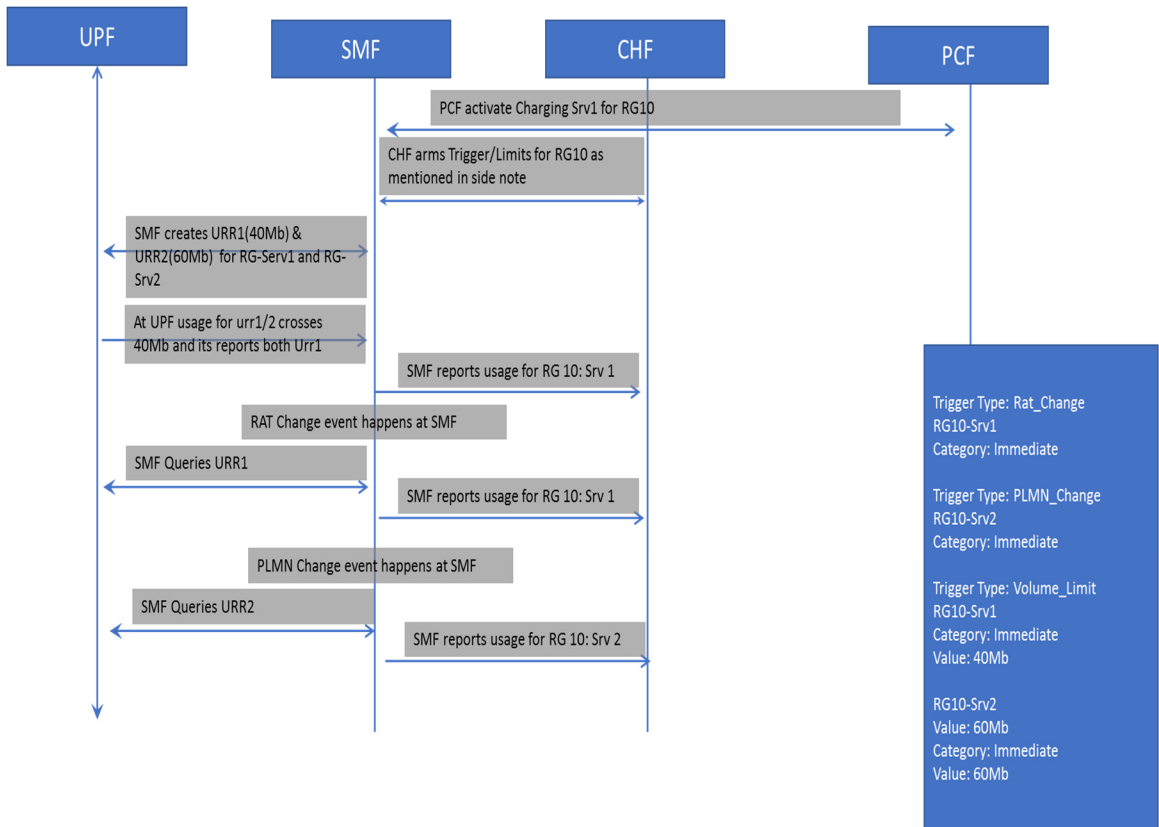 UPF
SMF
CHF
PCF
PCF activate Charging Srv1 for RG10
CHF arms Trigger/Limits for RG10 as
mentioned in side note
SMF creates URR1(40Mb) &
URR2(60Mb)  for RG-Serv1 and RG-
Srv2
At UPF usage for urr1/2 crosses
40Mb and its reports both Urr1
SMF reports usage for RG 10: Srv 1
RAT Change event happens at SMF
SMF Queries URR1
SMF reports usage for RG 10: Srv 1
PLMN Change event happens at SMF
SMF Queries URR2
SMF reports usage for RG 10: Srv 2
Trigger Type: Rat_Change
RG10-Srv1
Category: Immediate
Trigger Type: PLMN_Change
RG10-Srv2
Category: Immediate
Trigger Type: Volume_Limit
RG10-Srv1
Category: Immediate
Value: 40Mb
RG10-Srv2
Value: 60Mb
Category: Immediate
Value: 60Mb